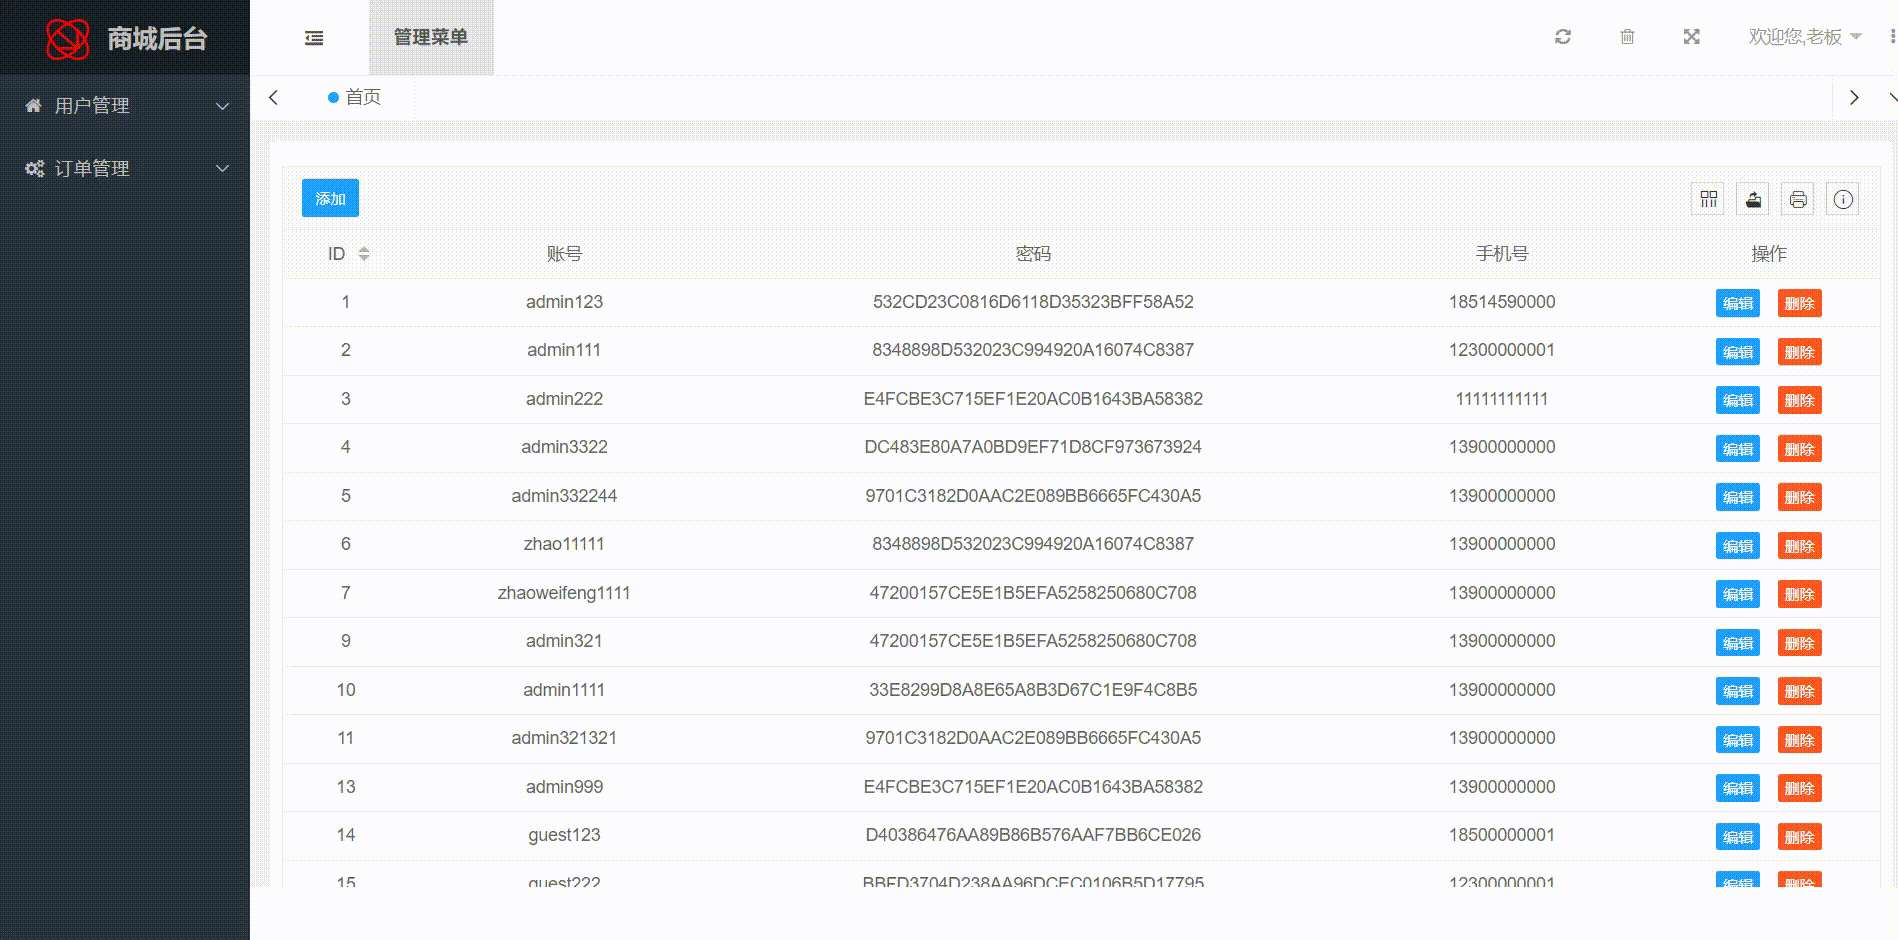 商城后台
管理菜单
欢迎您,老板
用户管理
首页
订单管理
添加
ID 账号 密码 手机号 操作
1 admin123 532CD23C0816D6118D35323BFF58A52 18514590000 编辑 删除
2 admin111 8348898D532023C994920A16074C8387 12300000001 编辑 删除
3 admin222 E4FCBE3C715EF1E20AC0B1643BA58382 11111111111 编辑 删除
4 admin3322 DC483E80A7A0BD9EF71D8CF973673924 13900000000 编辑 删除
5 admin332244 9701C3182D0AAC2E089BB6665FC430A5 13900000000 编辑 删除
6 zhao11111 8348898D532023C994920A16074C8387 13900000000 编辑 删除
7 zhaoweifeng1111 47200157CE5E1B5EFA5258250680C708 13900000000 编辑 删除
9 admin321 47200157CE5E1B5EFA5258250680C708 13900000000 编辑 删除
10 admin1111 33E8299D8A8E65A8B3D67C1E9F4C8B5 13900000000 编辑 删除
11 admin321321 9701C3182D0AAC2E089BB6665FC430A5 13900000000 编辑 删除
13 admin999 E4FCBE3C715EF1E20AC0B1643BA58382 13900000000 编辑 删除
14 guest123 D40386476AA89B86B576AAF7BB6CE026 18500000001 编辑 删除
15 guest222 BBFD3704D238AA96DCEC0106B5D17795 12300000001 编辑 删除